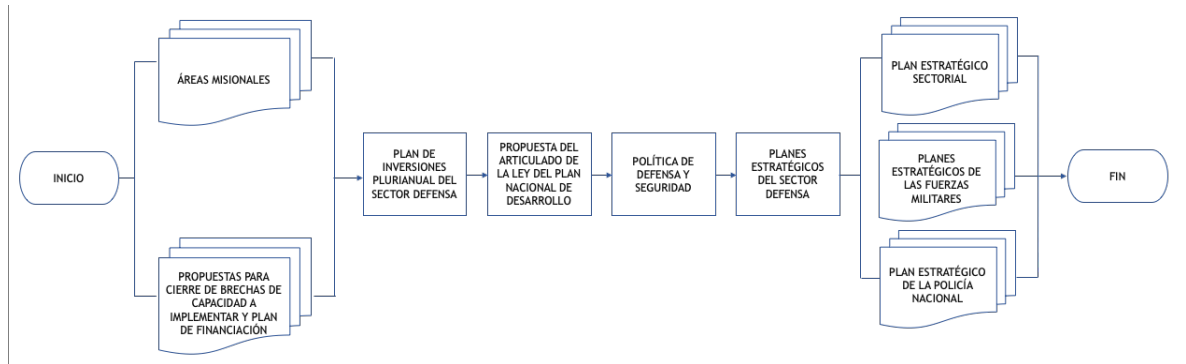 INICIO
ÁREAS MISIONALES
PROPUESTAS PARA
CIERRE DE BRECHAS DE
CAPACIDAD A
IMPLEMENTAR Y PLAN
DE FINANCIACIÓN
PLAN DE
INVERSIONES
PLURIANUAL DEL
SECTOR DEFENSA
PROPUESTA DEL
ARTICULADO DE
LA LEY DEL PLAN
NACIONAL DE
DESARROLLO
POLÍTICA DE
DEFENSA Y
SEGURIDAD
PLANES
ESTRATÉGICOS
DEL SECTOR
DEFENSA
PLAN ESTRATÉGICO
SECTORIAL
PLANES
ESTRATÉGICOS DE
LAS FUERZAS
MILITARES
PLAN ESTRATÉGICO
DE LA POLICÍA
NACIONAL
FIN